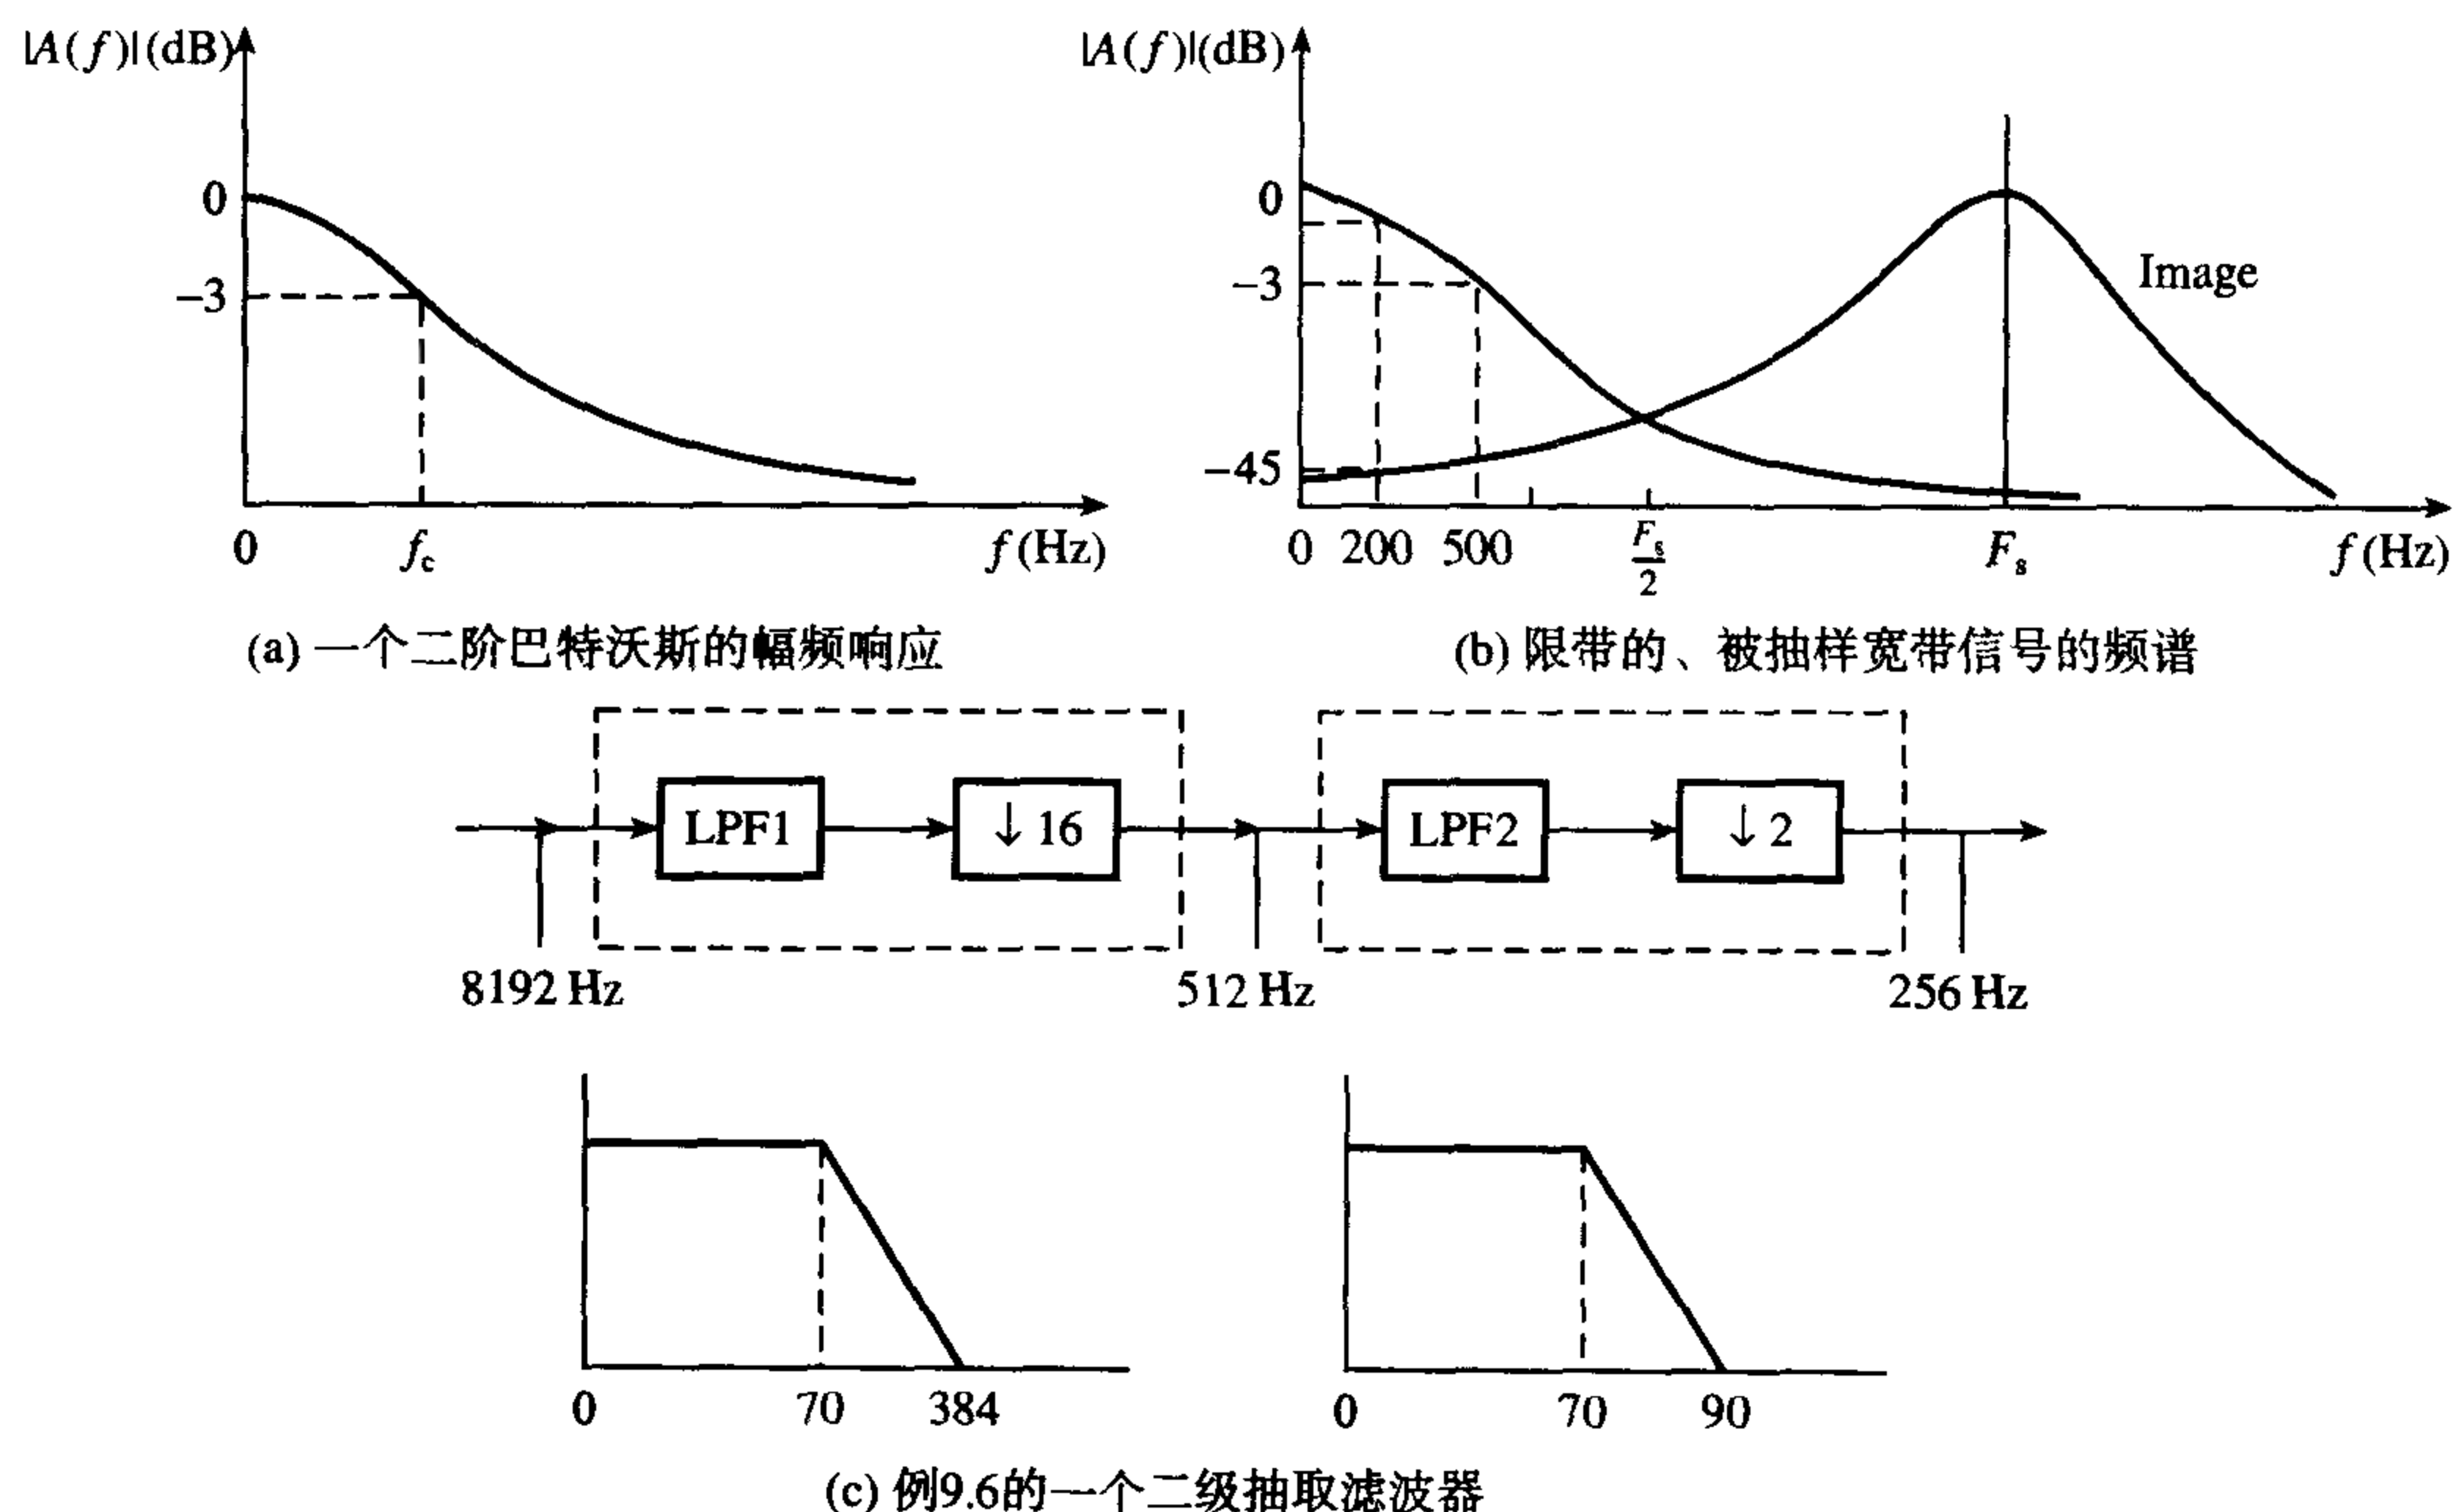 |A(f)|(dB)
0
-3
0
f_c
f(Hz)
(a) 一个二阶巴特沃斯的幅频响应
|A(f)|(dB)
0
-3
-45
Image
0 200 500 F_s/2 F_s f(Hz)
(b) 限带的、被抽样宽带信号的频谱
LPF1
↓ 16
LPF2
↓ 2
8192 Hz
512 Hz
256 Hz
0 70 384
0 70 90
(c) 例9.6的一个二级抽取滤波器